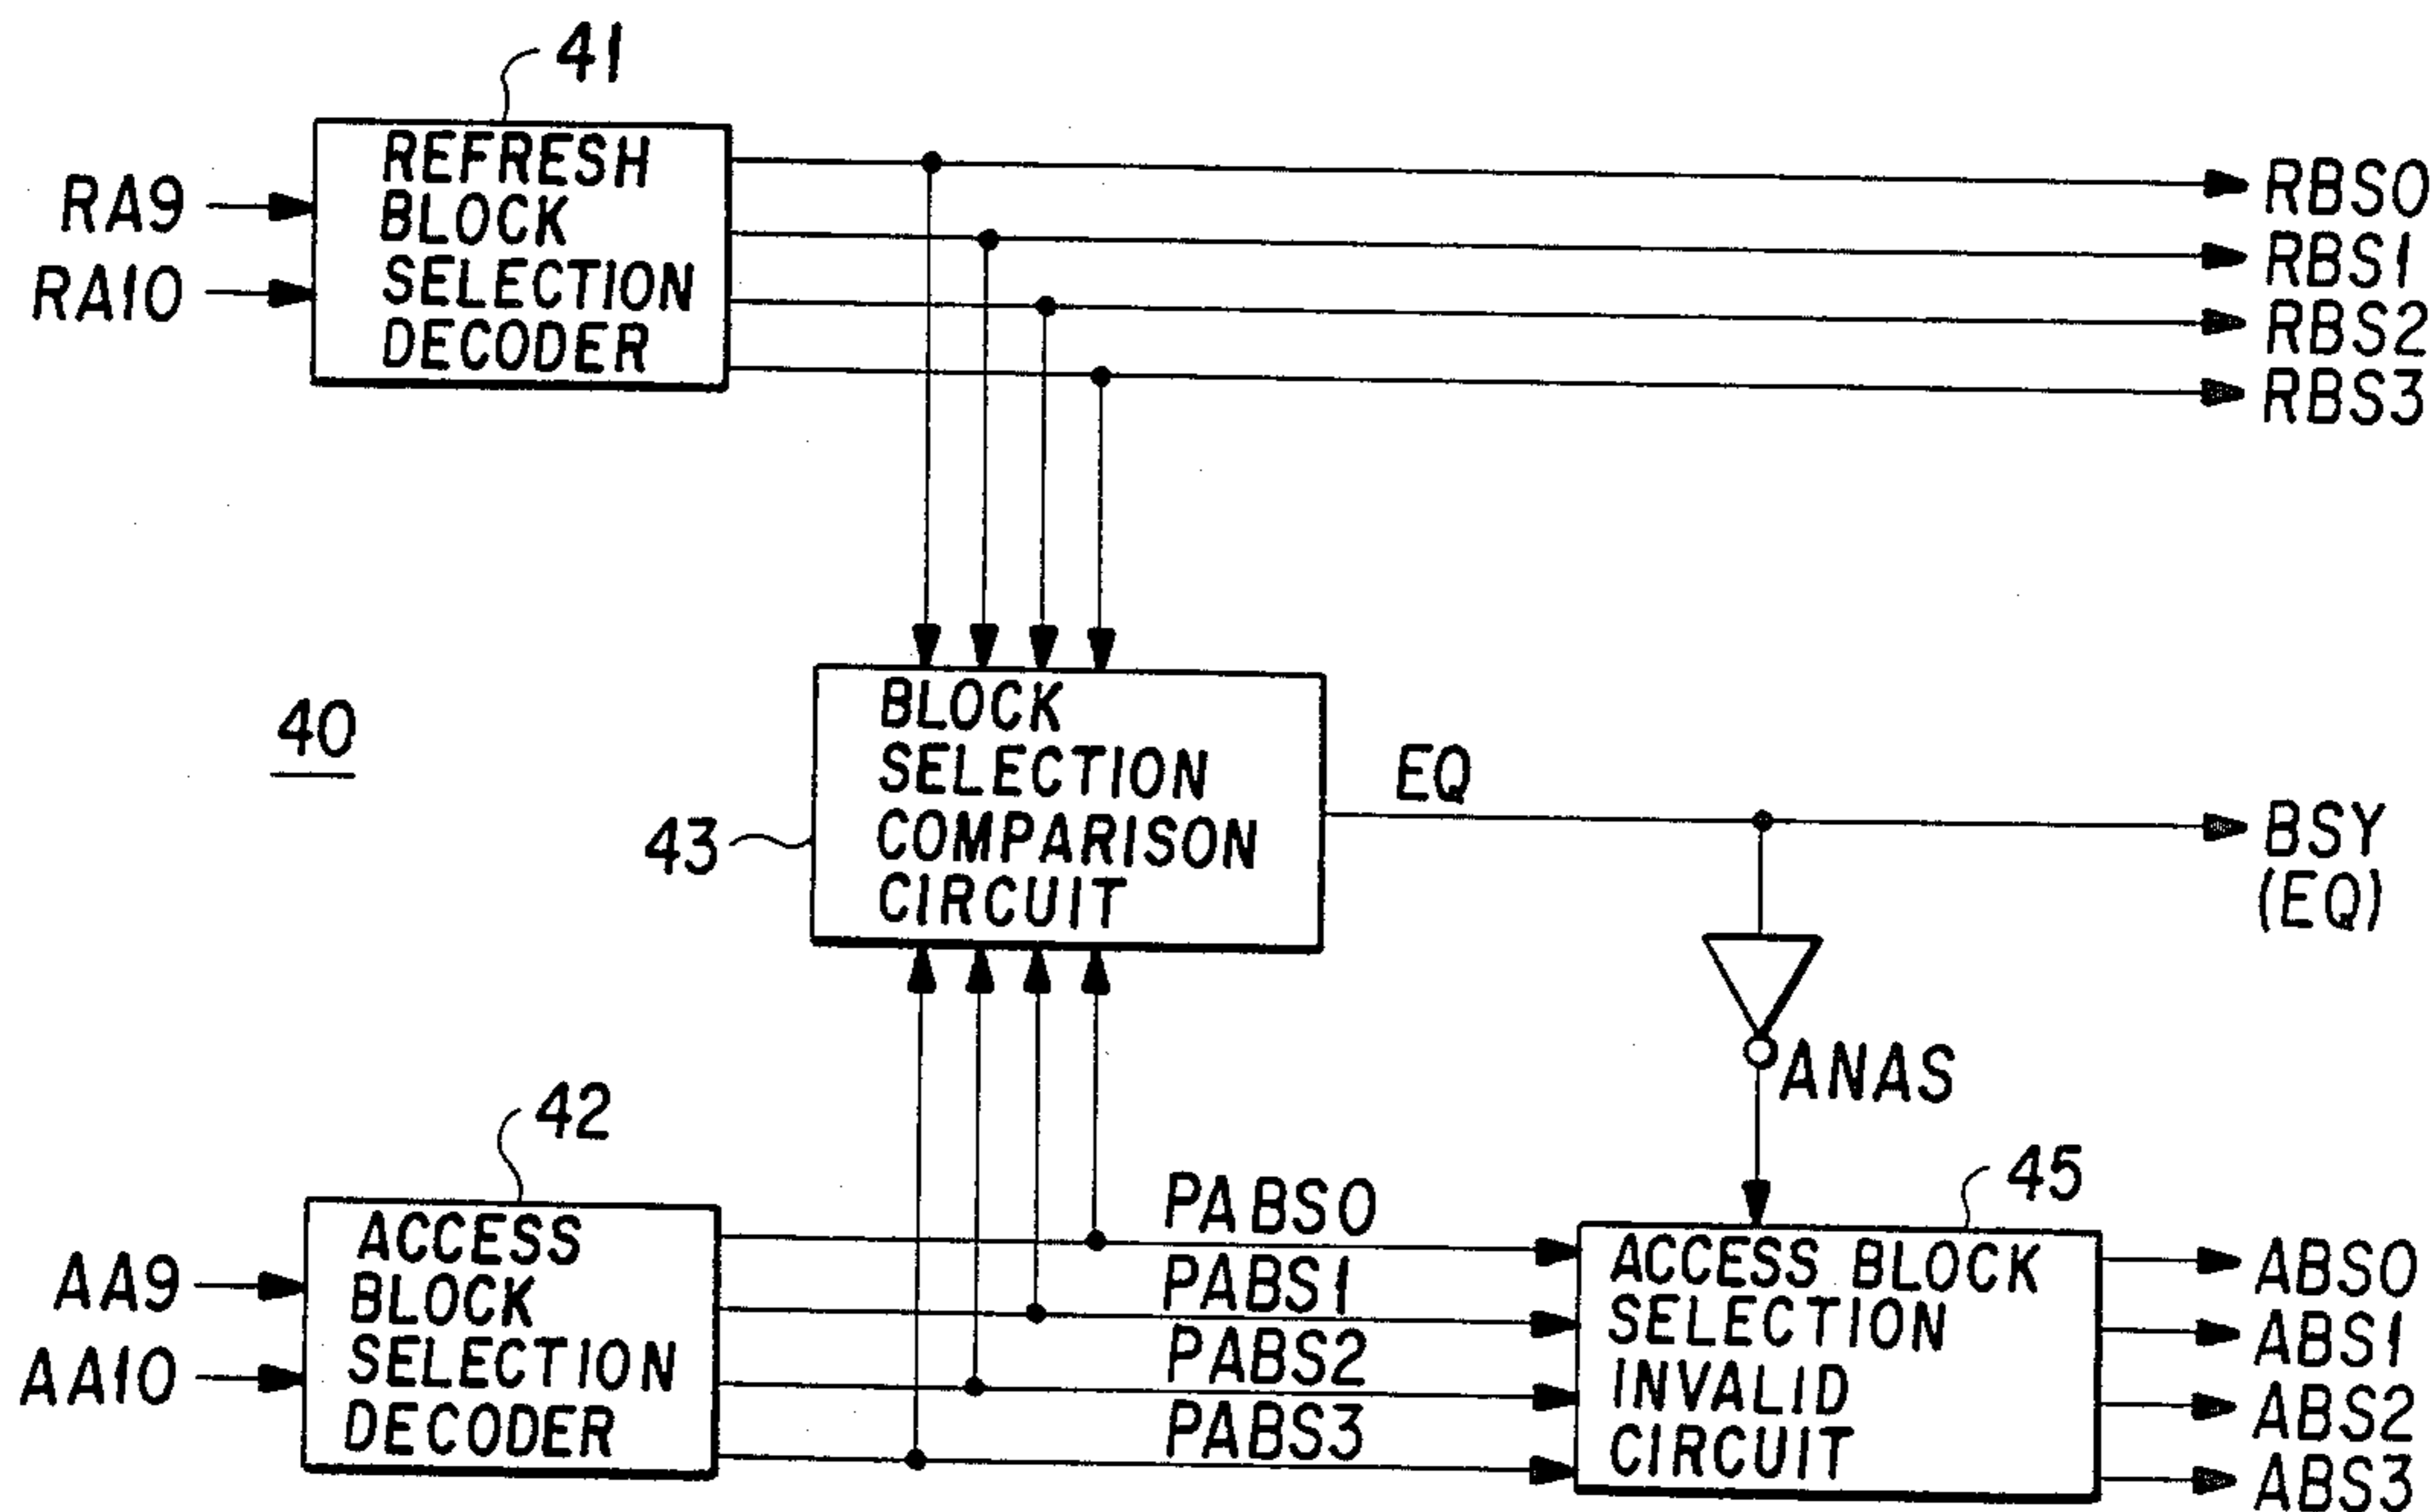 41
REFRESH
BLOCK
SELECTION
DECODER
RA9
RA10
RBS0
RBS1
RBS2
RBS3
40
43
BLOCK
SELECTION
COMPARISON
CIRCUIT
EQ
BSY
(EQ)
ANAS
42
ACCESS
BLOCK
SELECTION
DECODER
AA9
AA10
PABS0
PABS1
PABS2
PABS3
45
ACCESS BLOCK
SELECTION
INVALID
CIRCUIT
ABS0
ABS1
ABS2
ABS3